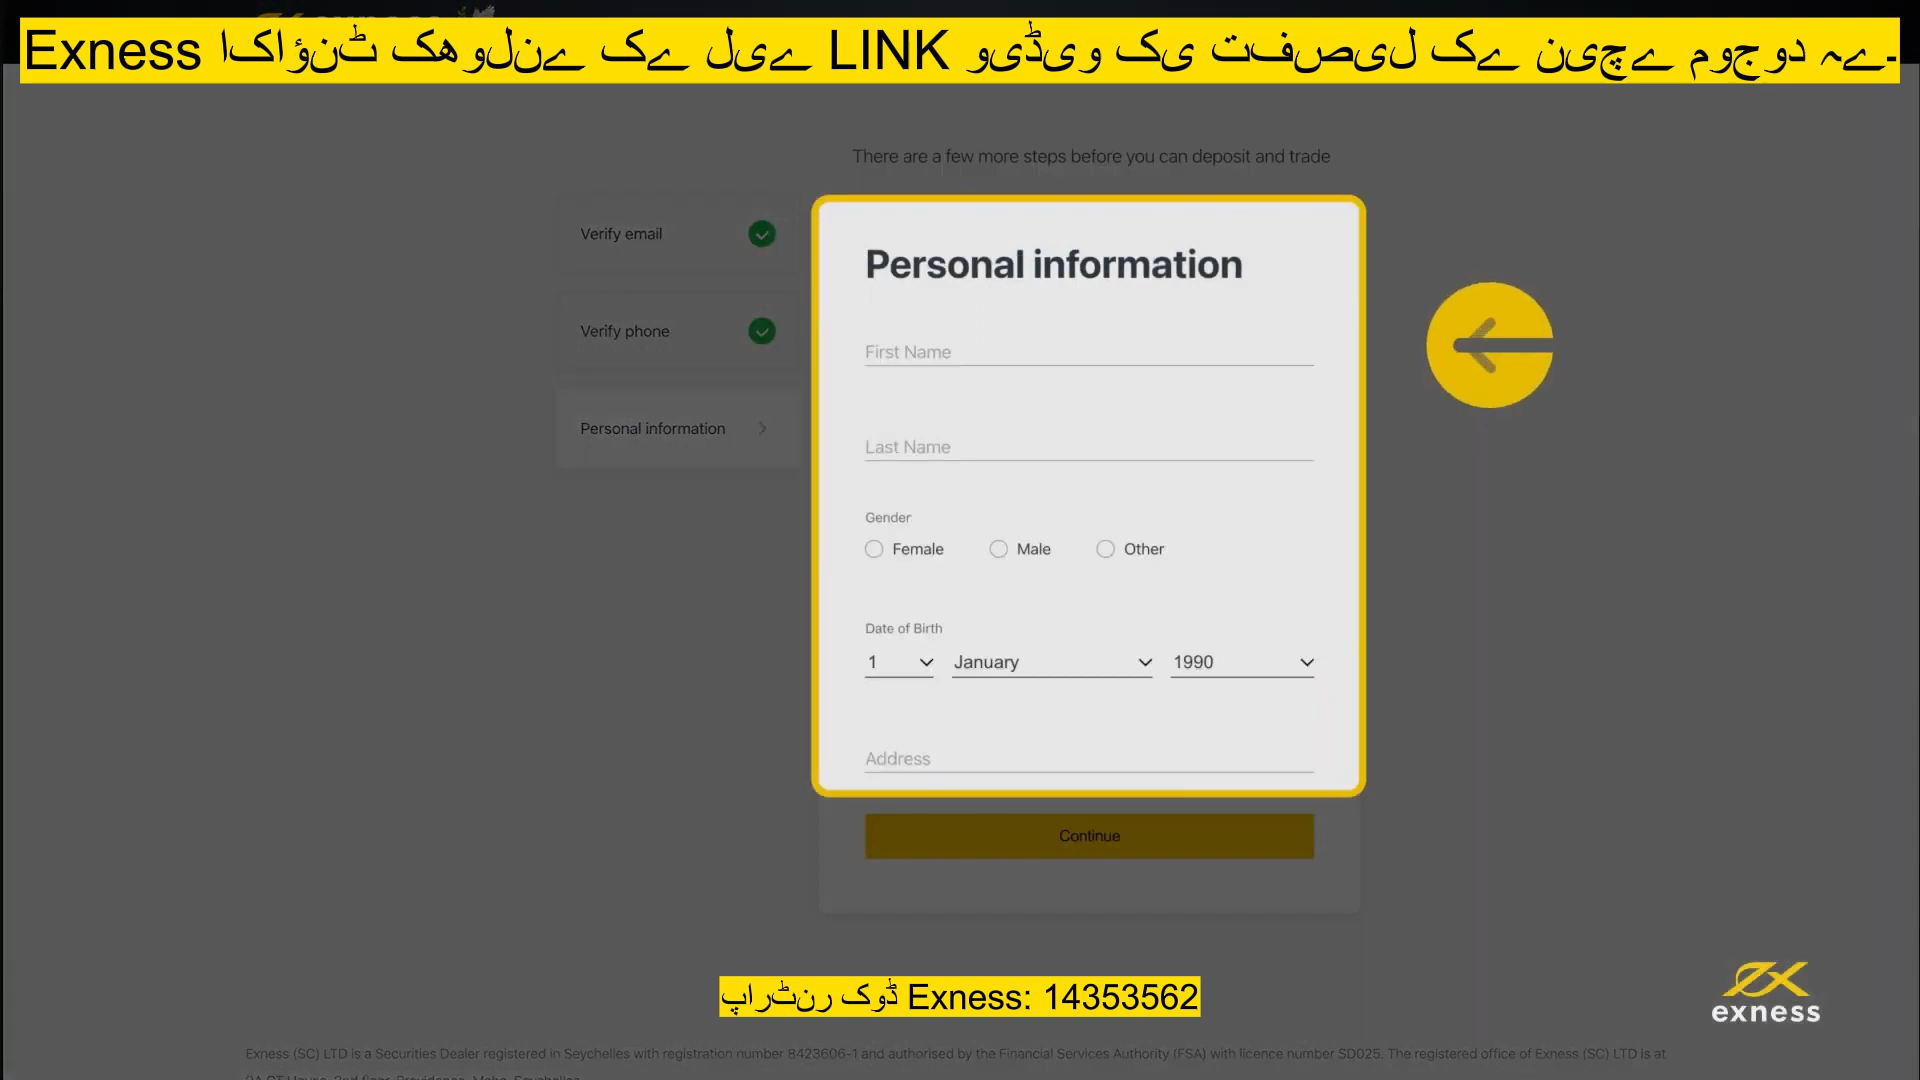 Exness اکاؤنٹ کھولنے کے لیے LINK ویڈیو کی تفصیل کے نیچے موجود ہے۔
There are a few more steps before you can deposit and trade
Verify email
Verify phone
Personal information
Personal information
First Name
Last Name
Gender
Female Male Other
Date of Birth
1 January 1990
Address
Continue
پارٹنر کوڈ Exness: 14353562
exness
Exness (SC) LTD is a Securities Dealer registered in Seychelles with registration number 8423606-1 and authorised by the Financial Services Authority (FSA) with licence number SD025. The registered office of Exness (SC) LTD is at